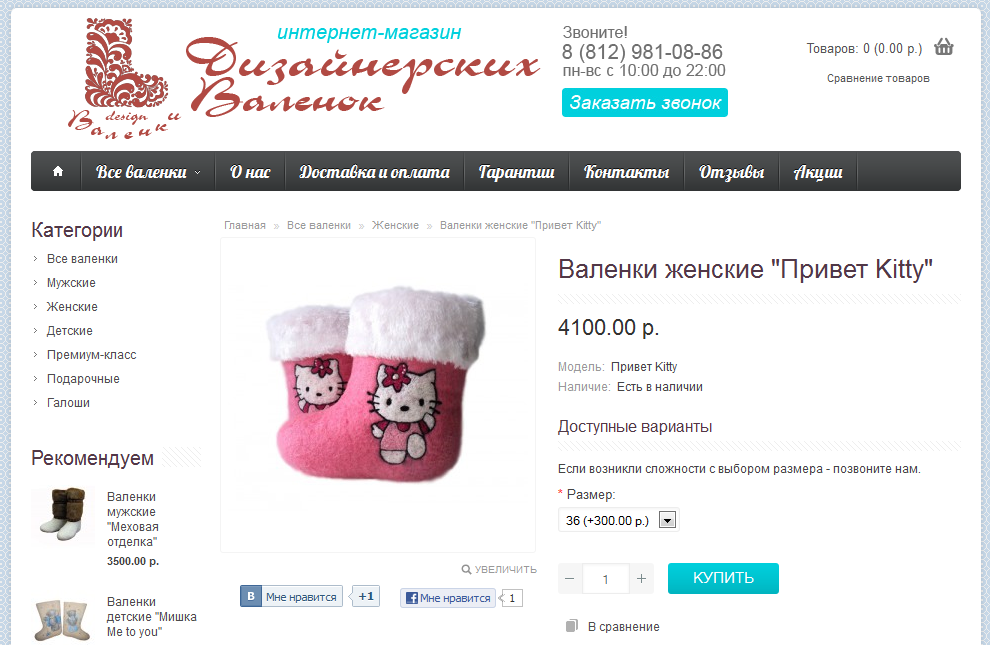 интернет-магазин
Дизайнерских
Валенок
design
Валенки
Звоните!
8 (812) 981-08-86
пн-вс с 10:00 до 22:00
Заказать звонок
Товаров: 0 (0.00 р.)
Сравнение товаров
Все валенки
О нас
Доставка и оплата
Гарантии
Контакты
Отзывы
Акции
Категории
Все валенки
Мужские
Женские
Детские
Премиум-класс
Подарочные
Галоши
Рекомендуем
Валенки
мужские
"Меховая
отделка"
3500.00 р.
Валенки
детские "Мишка
Me to you"
Главная » Все валенки » Женские » Валенки женские "Привет Kitty"
УВЕЛИЧИТЬ
В Мне нравится +1
f Мне нравится 1
Валенки женские "Привет Kitty"
4100.00 р.
Модель: Привет Kitty
Наличие: Есть в наличии
Доступные варианты
Если возникли сложности с выбором размера - позвоните нам.
* Размер:
36 (+300.00 р.)
− 1 +
КУПИТЬ
В сравнение